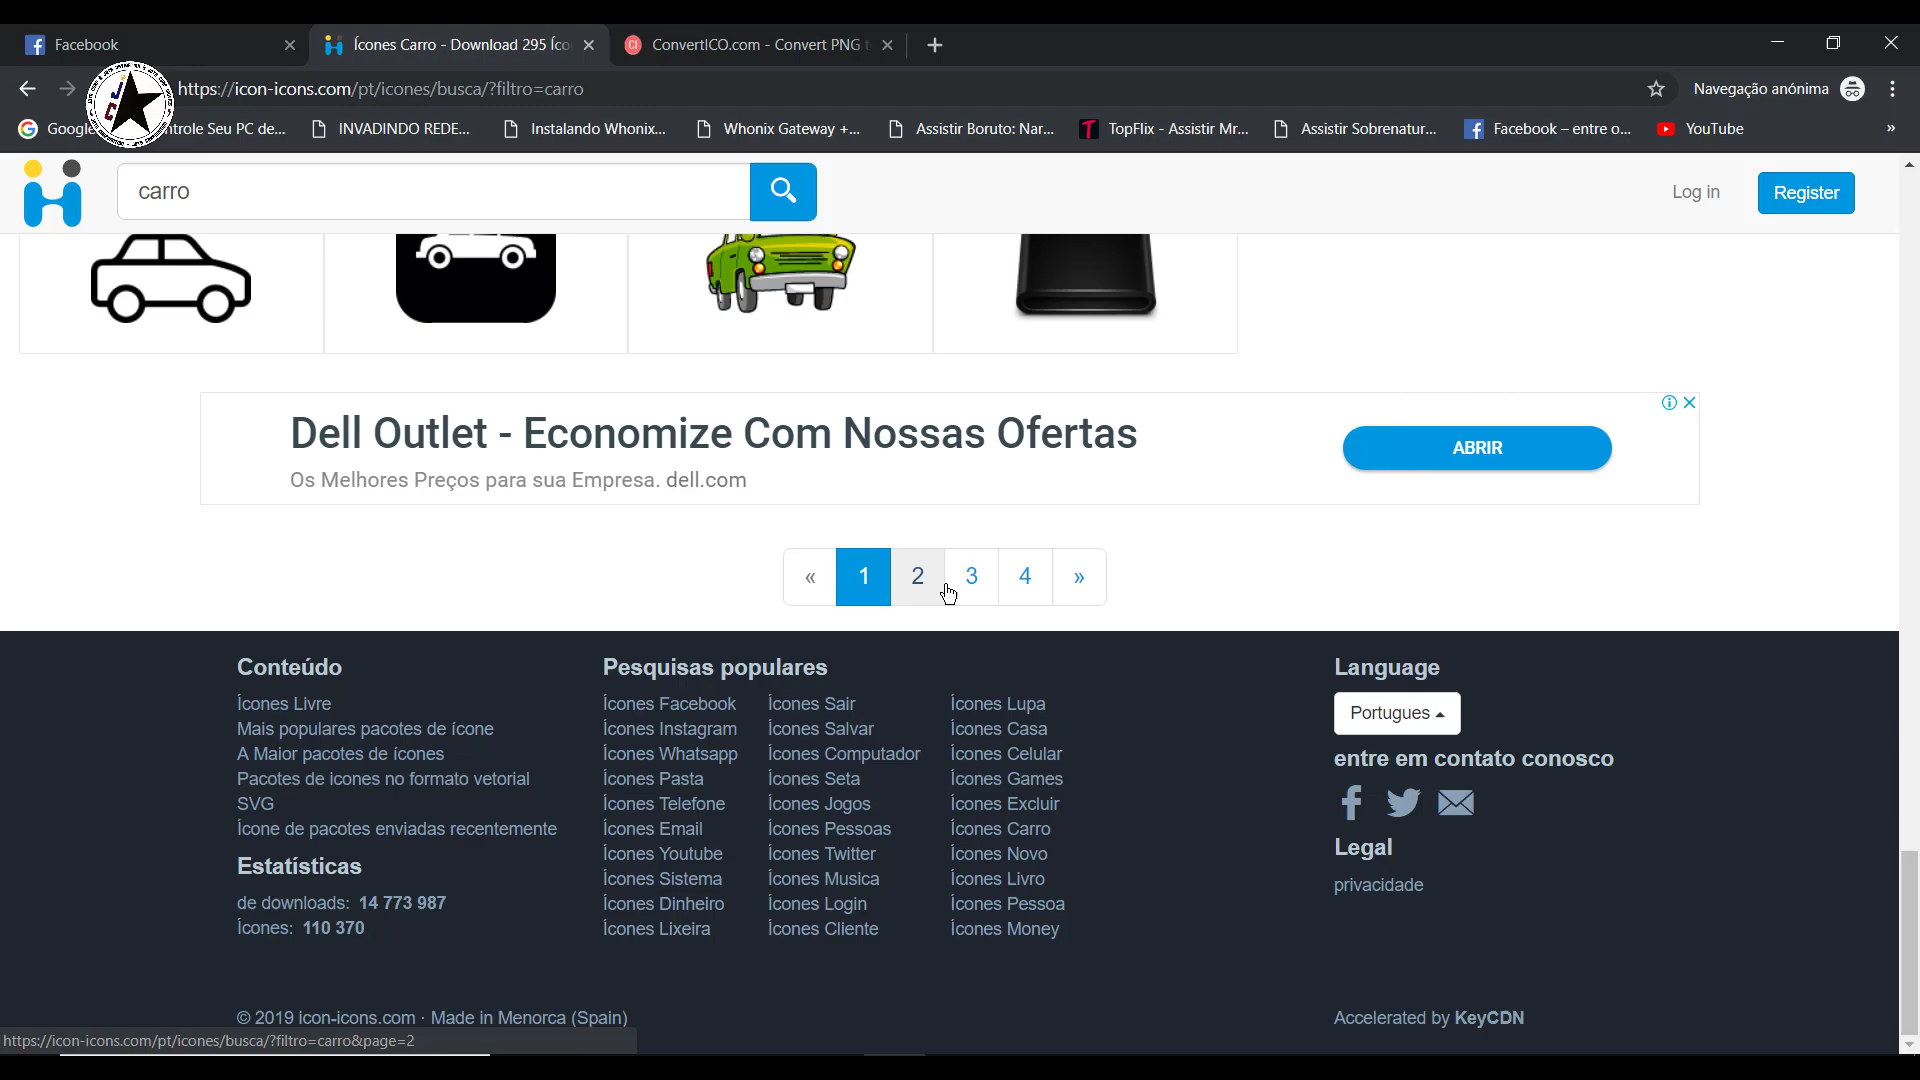 Facebook
Ícones Carro - Download 295 Íco
ConvertICO.com - Convert PNG
https://icon-icons.com/pt/icones/busca/?filtro=carro
Navegação anónima
Google
ntrole Seu PC de...
INVADINDO REDE...
Instalando Whonix...
Whonix Gateway +...
Assistir Boruto: Nar...
TopFlix - Assistir Mr...
Assistir Sobrenatur...
Facebook – entre o...
YouTube
»
carro
Log in
Register
Dell Outlet - Economize Com Nossas Ofertas
Os Melhores Preços para sua Empresa. dell.com
ABRIR
« 1 2 3 4 »
Conteúdo
Ícones Livre
Mais populares pacotes de ícone
A Maior pacotes de ícones
Pacotes de icones no formato vetorial
SVG
Ícone de pacotes enviadas recentemente
Estatísticas
de downloads: 14 773 987
Ícones: 110 370
Pesquisas populares
Ícones Facebook
Ícones Instagram
Ícones Whatsapp
Ícones Pasta
Ícones Telefone
Ícones Email
Ícones Youtube
Ícones Sistema
Ícones Dinheiro
Ícones Lixeira
Ícones Sair
Ícones Salvar
Ícones Computador
Ícones Seta
Ícones Jogos
Ícones Pessoas
Ícones Twitter
Ícones Musica
Ícones Login
Ícones Cliente
Ícones Lupa
Ícones Casa
Ícones Celular
Ícones Games
Ícones Excluir
Ícones Carro
Ícones Novo
Ícones Livro
Ícones Pessoa
Ícones Money
Language
Portugues
entre em contato conosco
Legal
privacidade
© 2019 icon-icons.com · Made in Menorca (Spain)
Accelerated by KeyCDN
https://icon-icons.com/pt/icones/busca/?filtro=carro&page=2